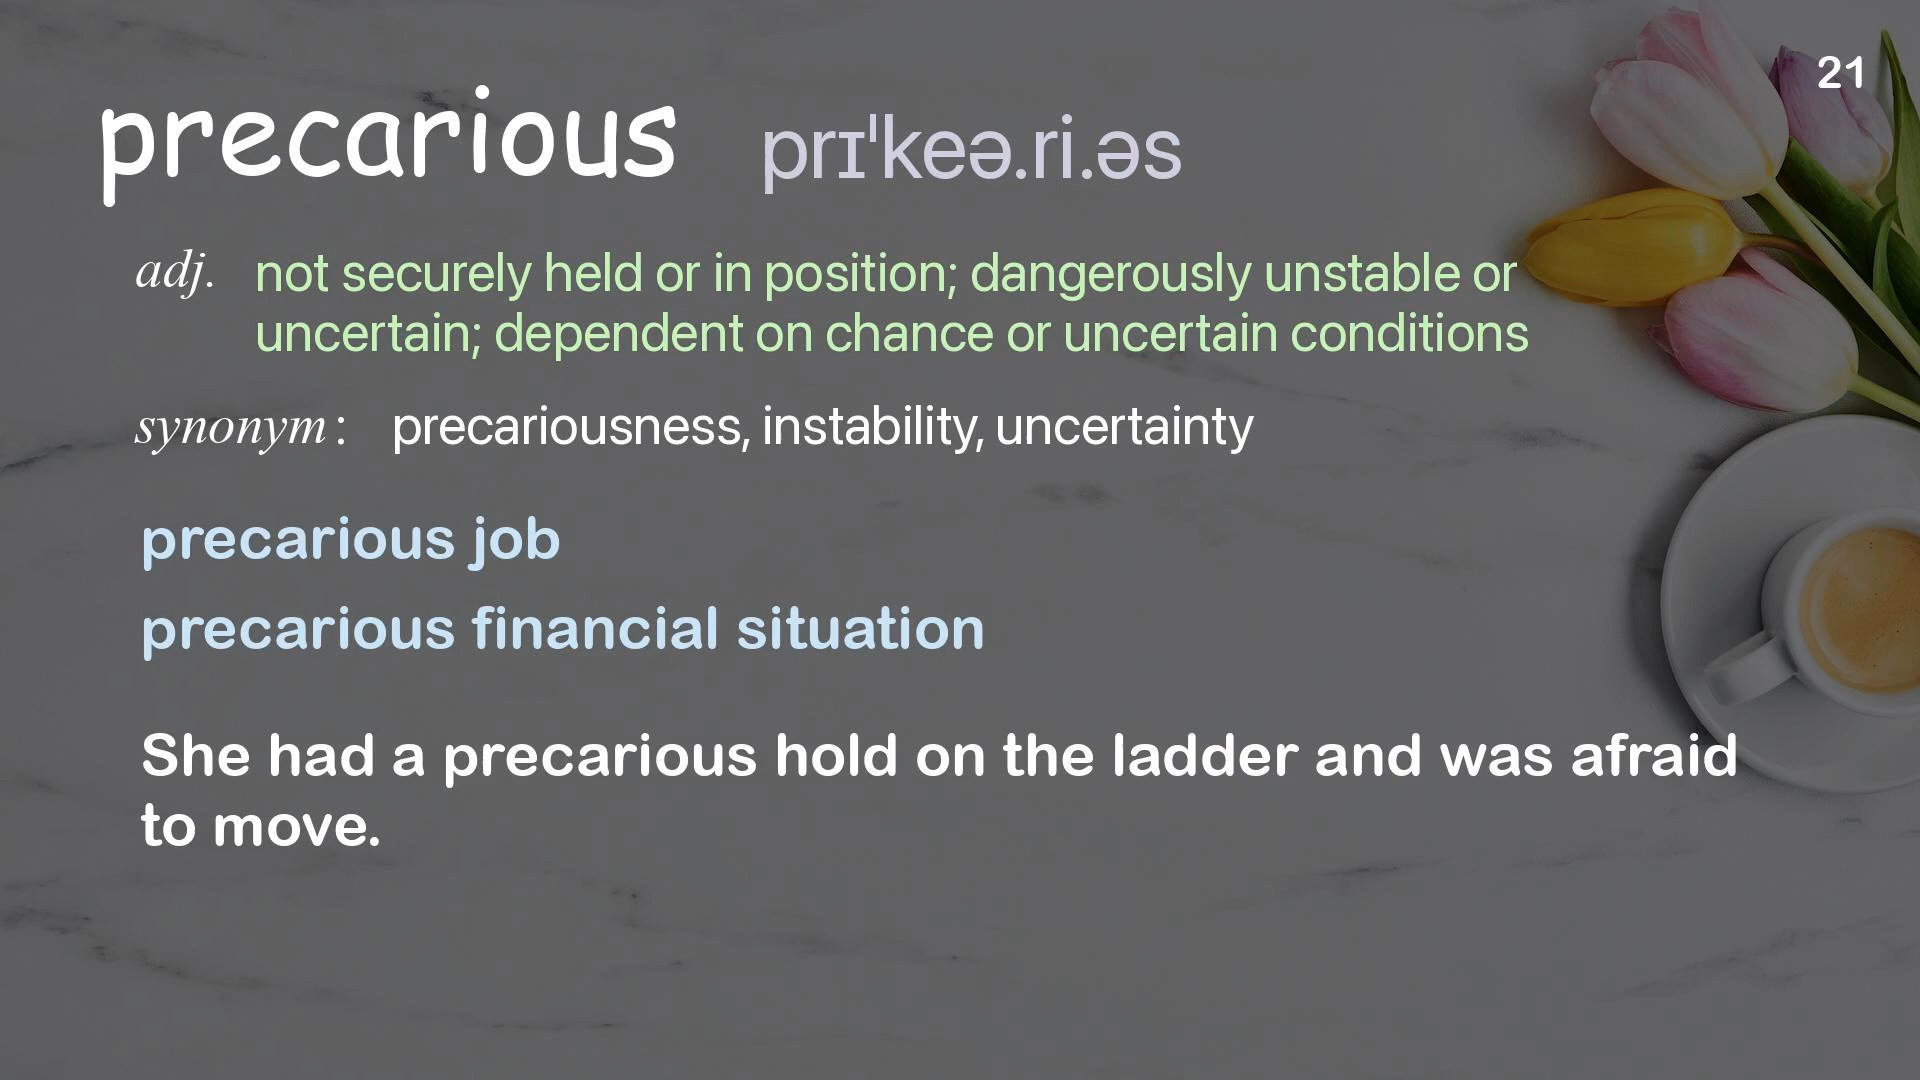 21
precarious prɪˈkeə.ri.əs
adj. not securely held or in position; dangerously unstable or
uncertain; dependent on chance or uncertain conditions
synonym: precariousness, instability, uncertainty
precarious job
precarious financial situation
She had a precarious hold on the ladder and was afraid
to move.